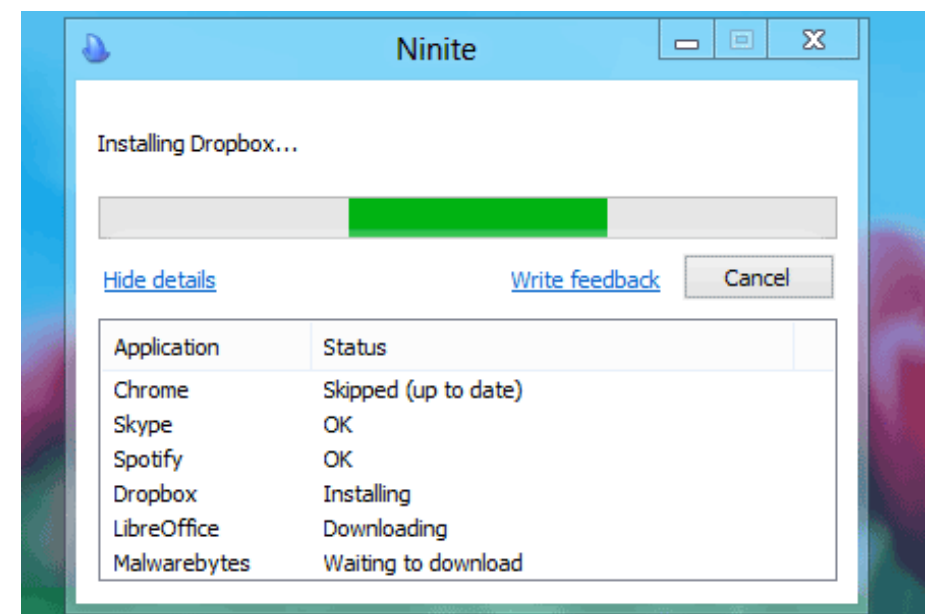 Ninite
Installing Dropbox...
Hide details Write feedback Cancel
Application Status
Chrome Skipped (up to date)
Skype OK
Spotify OK
Dropbox Installing
LibreOffice Downloading
Malwarebytes Waiting to download